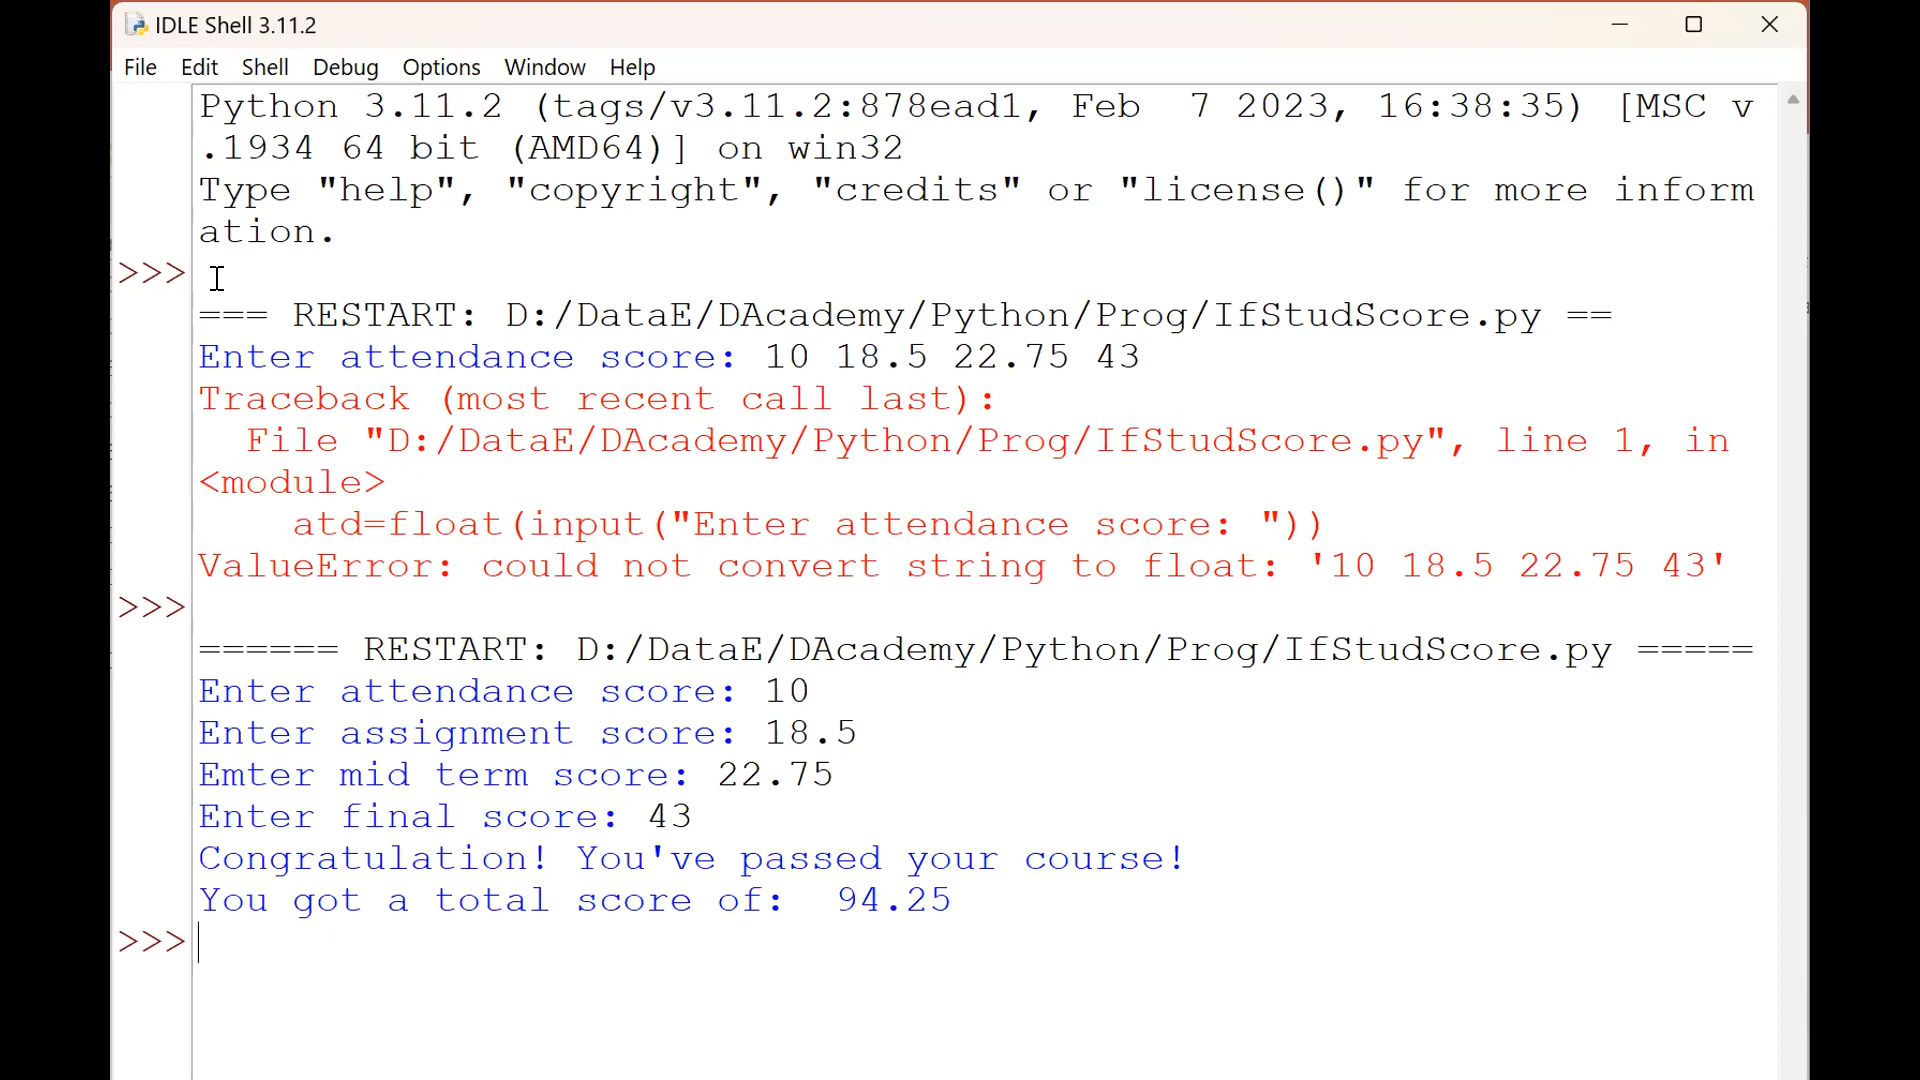 IDLE Shell 3.11.2
File Edit Shell Debug Options Window Help
Python 3.11.2 (tags/v3.11.2:878ead1, Feb  7 2023, 16:38:35) [MSC v
.1934 64 bit (AMD64)] on win32
Type "help", "copyright", "credits" or "license()" for more inform
ation.
>>>
=== RESTART: D:/DataE/DAcademy/Python/Prog/IfStudScore.py ==
Enter attendance score: 10 18.5 22.75 43
Traceback (most recent call last):
  File "D:/DataE/DAcademy/Python/Prog/IfStudScore.py", line 1, in
<module>
    atd=float(input("Enter attendance score: "))
ValueError: could not convert string to float: '10 18.5 22.75 43'
>>>
====== RESTART: D:/DataE/DAcademy/Python/Prog/IfStudScore.py =====
Enter attendance score: 10
Enter assignment score: 18.5
Emter mid term score: 22.75
Enter final score: 43
Congratulation! You've passed your course!
You got a total score of:  94.25
>>>